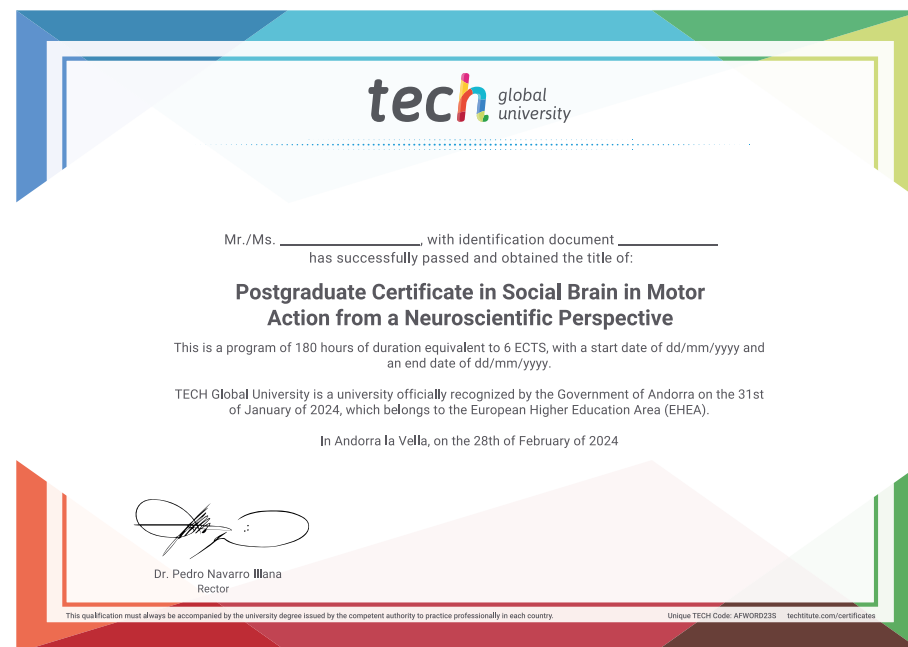 tech global university
Mr./Ms. ____________________, with identification document ______________
has successfully passed and obtained the title of:
Postgraduate Certificate in Social Brain in Motor
Action from a Neuroscientific Perspective
This is a program of 180 hours of duration equivalent to 6 ECTS, with a start date of dd/mm/yyyy and
an end date of dd/mm/yyyy.
TECH Global University is a university officially recognized by the Government of Andorra on the 31st
of January of 2024, which belongs to the European Higher Education Area (EHEA).
In Andorra la Vella, on the 28th of February of 2024
Dr. Pedro Navarro Illana
Rector
This qualification must always be accompanied by the university degree issued by the competent authority to practice professionally in each country.
Unique TECH Code: AFWORD23S techtitute.com/certificates